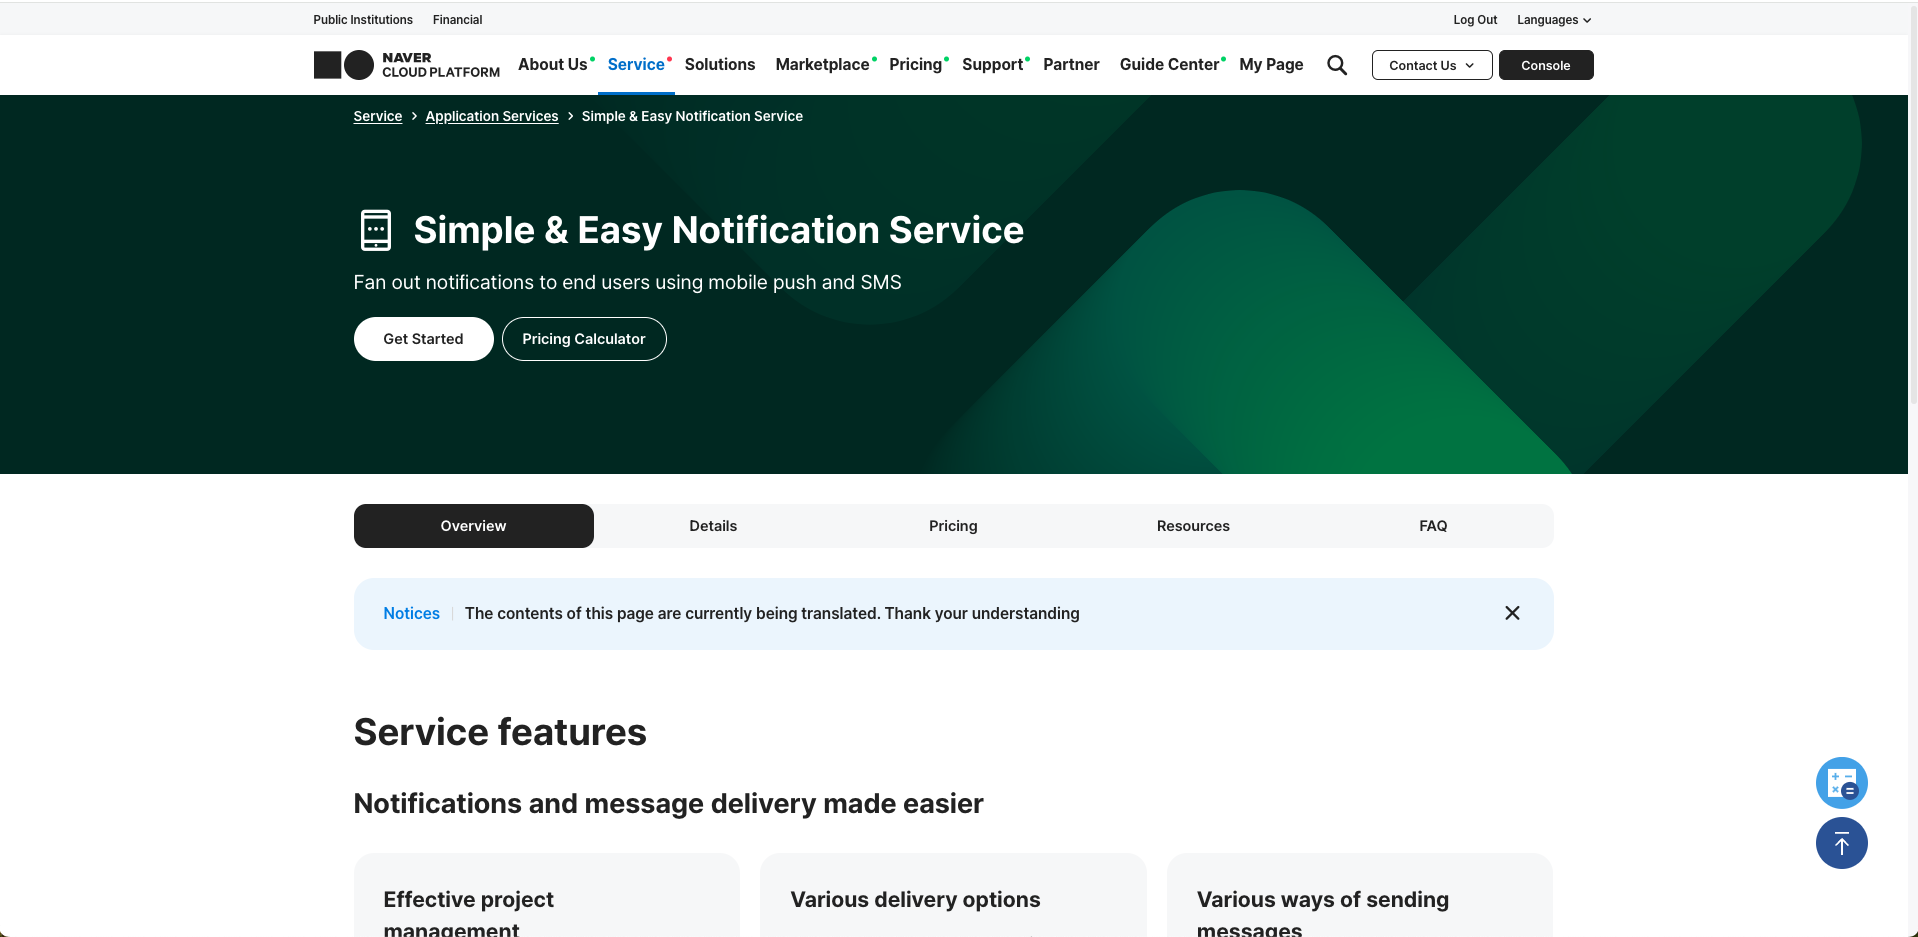 Public Institutions Financial Log Out Languages
NAVER
CLOUD PLATFORM
About Us Service Solutions Marketplace Pricing Support Partner Guide Center My Page Contact Us Console
Service > Application Services > Simple & Easy Notification Service
Simple & Easy Notification Service
Fan out notifications to end users using mobile push and SMS
Get Started Pricing Calculator
Overview Details Pricing Resources FAQ
Notices The contents of this page are currently being translated. Thank your understanding
Service features
Notifications and message delivery made easier
Effective project
management
Various delivery options
Various ways of sending
messages